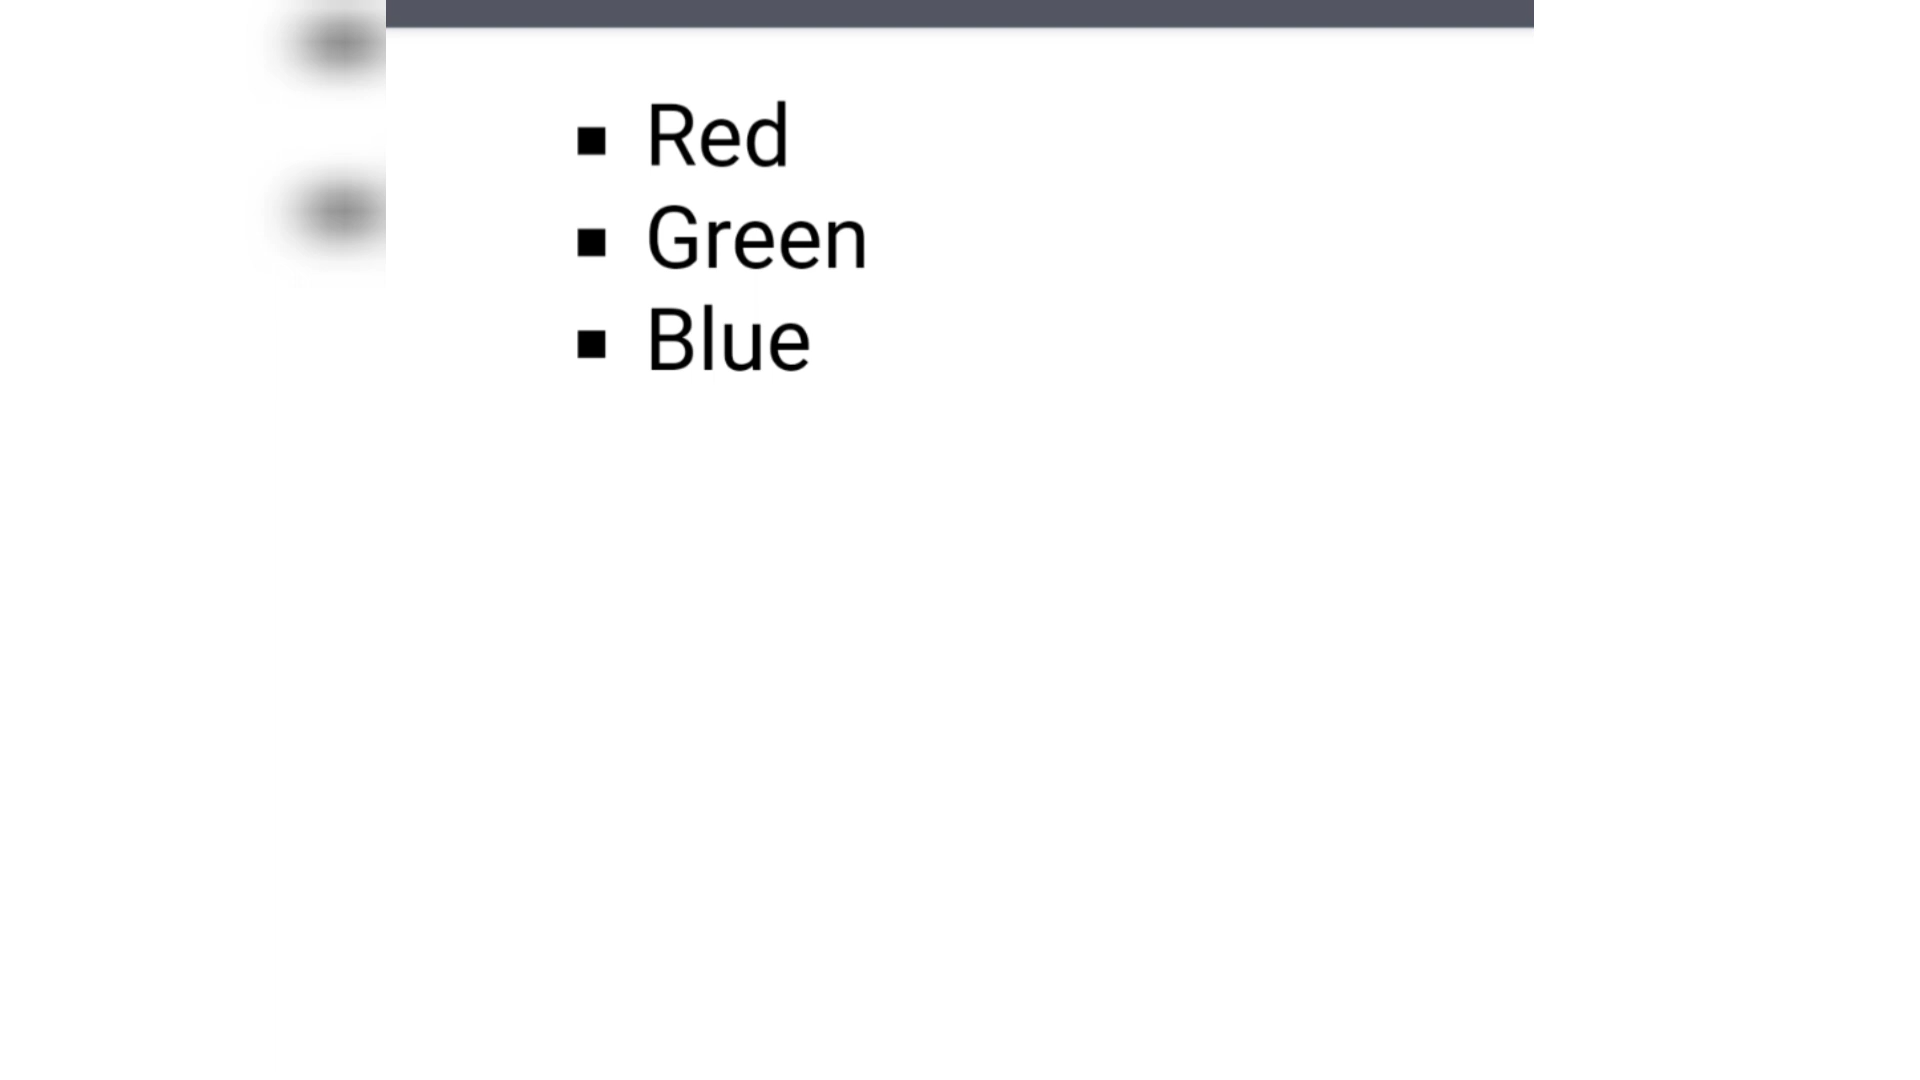 ▪ Red
▪ Green
▪ Blue